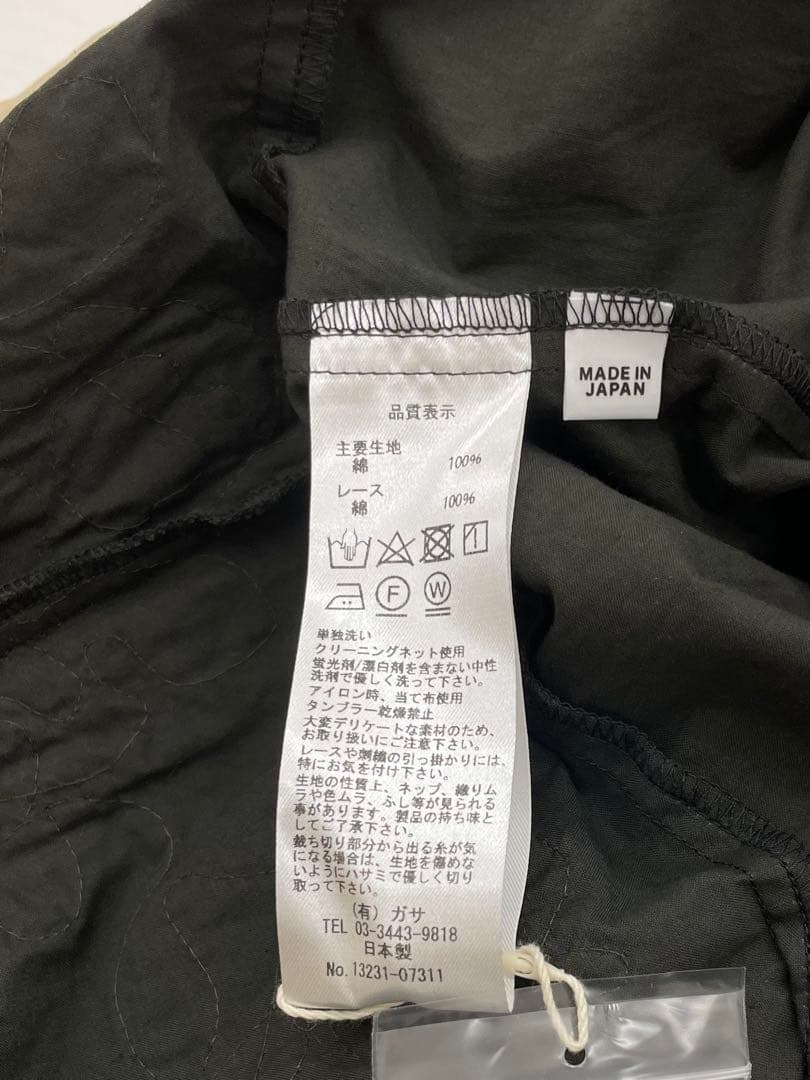 MADE IN
JAPAN
品質表示
主要生地
綿 100%
レース
綿 100%
F
W
単独洗い
クリーニングネット使用
蛍光剤/漂白剤を含まない中性
洗剤で優しく洗って下さい。
アイロン時、当て布使用
タンブラー乾燥禁止
大変デリケートな素材のため、
お取り扱いにご注意下さい。
レースや刺繍の引っ掛かりには、
特にお気を付け下さい。
生地の性質上、ネップ、織りム
ラや色ムラ、ふし等が見られる
事があります。製品の持ち味と
してご了承下さい。
裁ち切り部分から出る糸が気
になる場合は、生地を傷めな
いようにハサミで優しく切り
取って下さい。
(有) ガサ
TEL 03-3443-9818
日本製
No. 13231-07311